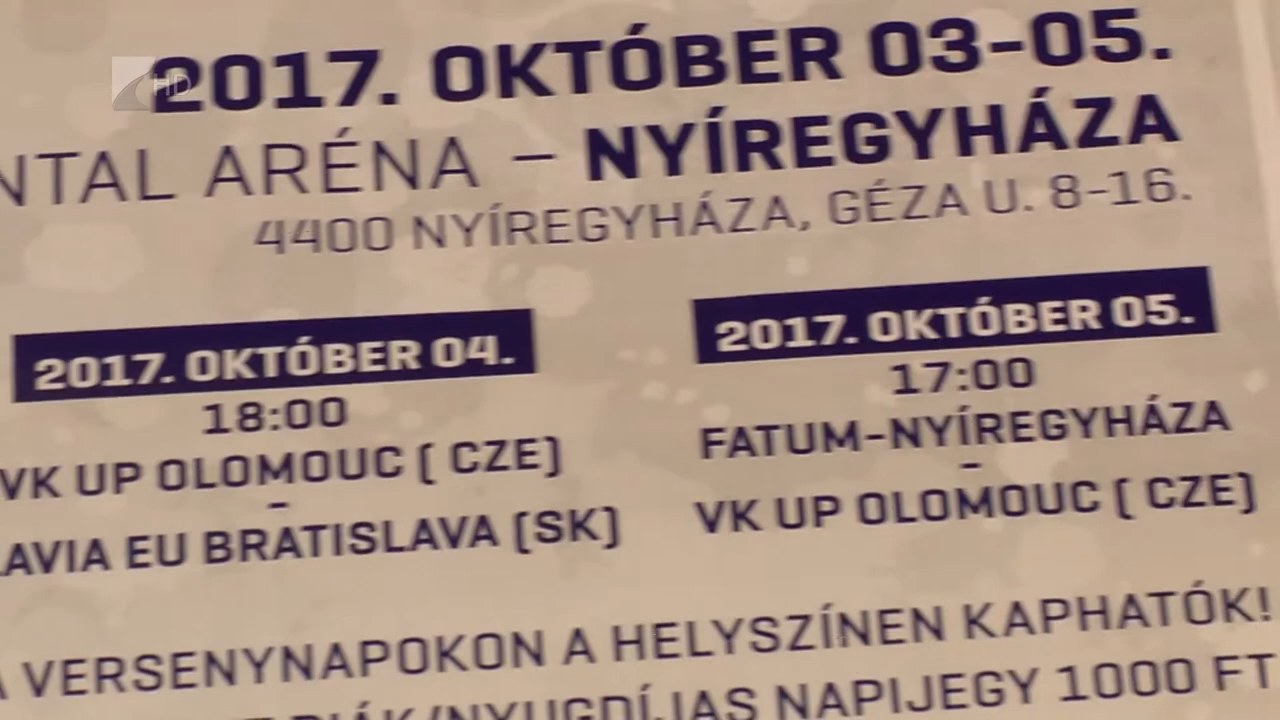 HD
2017. OKTÓBER 03-05.
NTAL ARÉNA – NYÍREGYHÁZA
4400 NYÍREGYHÁZA, GÉZA U. 8-16.
2017. OKTÓBER 04.
18:00
VK UP OLOMOUC ( CZE)
-
LAVIA EU BRATISLAVA (SK)
2017. OKTÓBER 05.
17:00
FATUM-NYÍREGYHÁZA
-
VK UP OLOMOUC ( CZE)
A VERSENYNAPOKON A HELYSZÍNEN KAPHATÓK!
DIÁK/NYUGDÍJAS NAPIJEGY 1000 FT